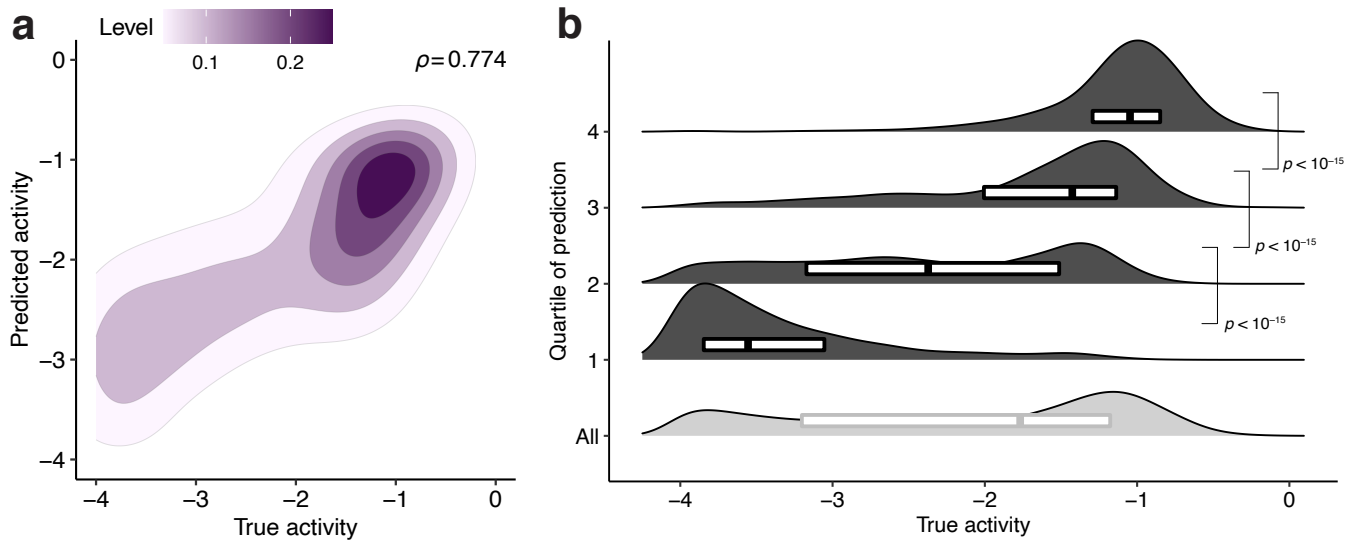 a
Level
0.1
0.2
ρ=0.774
Predicted activity
0
−1
−2
−3
−4
−4
−3
−2
−1
0
True activity
b
Quartile of prediction
4
3
2
1
All
p < 10⁻¹⁵
p < 10⁻¹⁵
p < 10⁻¹⁵
−4
−3
−2
−1
0
True activity